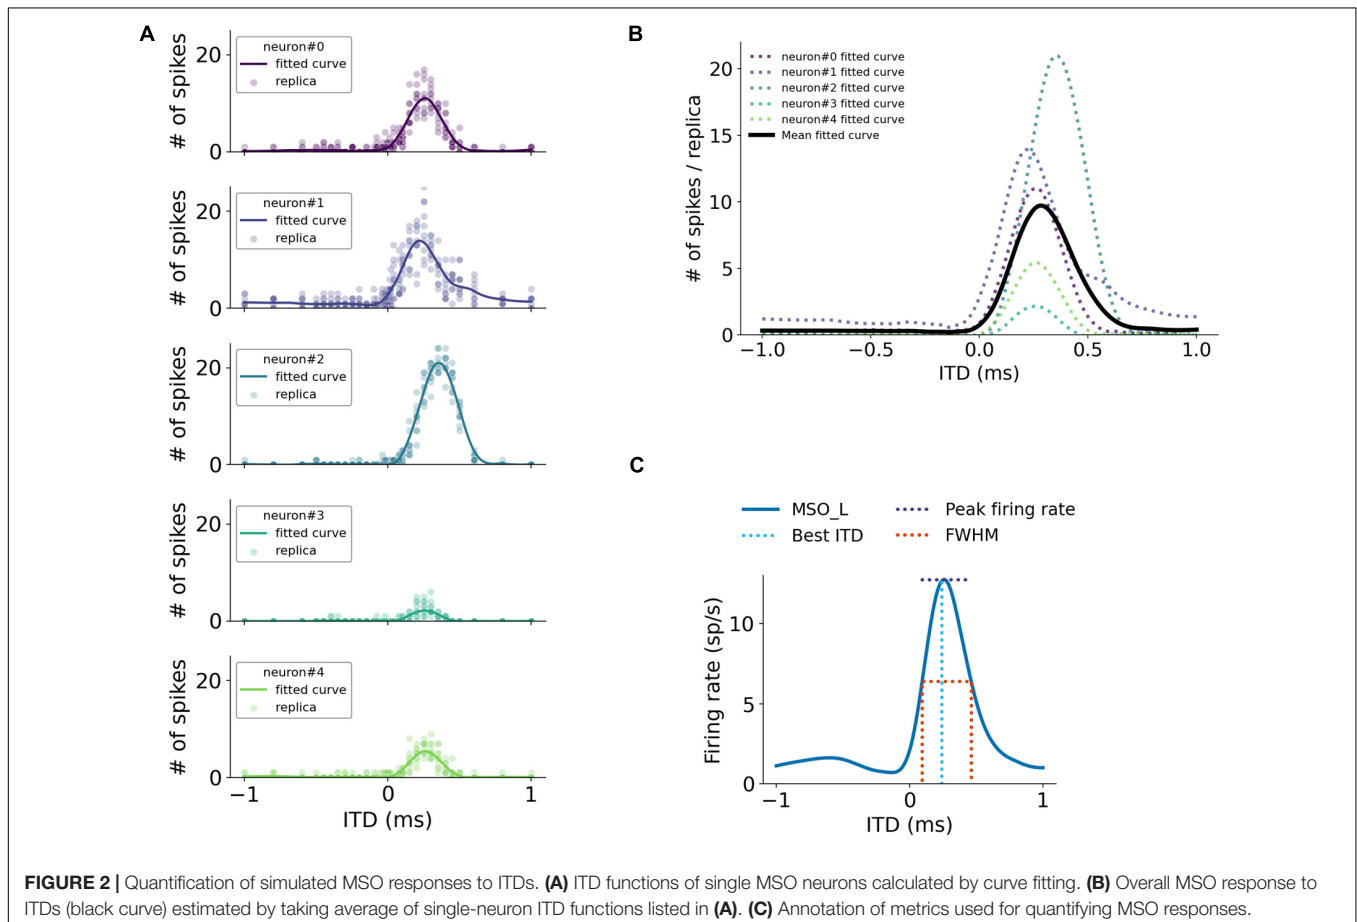 A
# of spikes
20
0
neuron#0
fitted curve
replica
# of spikes
20
0
neuron#1
fitted curve
replica
# of spikes
20
0
neuron#2
fitted curve
replica
# of spikes
20
0
neuron#3
fitted curve
replica
# of spikes
20
0
neuron#4
fitted curve
replica
−1 0 1
ITD (ms)
B
# of spikes / replica
20
15
10
5
0
neuron#0 fitted curve
neuron#1 fitted curve
neuron#2 fitted curve
neuron#3 fitted curve
neuron#4 fitted curve
Mean fitted curve
−1.0 −0.5 0.0 0.5 1.0
ITD (ms)
C
MSO_L Peak firing rate
Best ITD FWHM
Firing rate (sp/s)
10
5
0
−1 0 1
ITD (ms)
FIGURE 2 | Quantification of simulated MSO responses to ITDs. (A) ITD functions of single MSO neurons calculated by curve fitting. (B) Overall MSO response to
ITDs (black curve) estimated by taking average of single-neuron ITD functions listed in (A). (C) Annotation of metrics used for quantifying MSO responses.